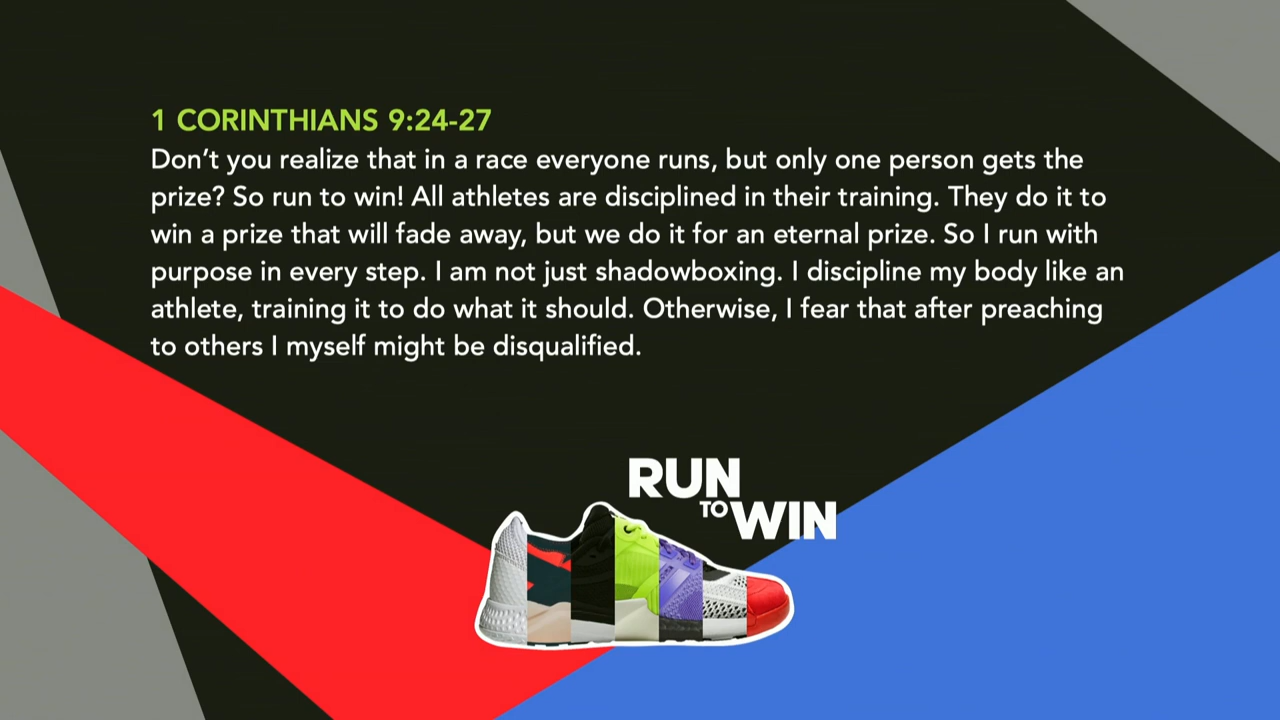 1 CORINTHIANS 9:24-27
Don’t you realize that in a race everyone runs, but only one person gets the
prize? So run to win! All athletes are disciplined in their training. They do it to
win a prize that will fade away, but we do it for an eternal prize. So I run with
purpose in every step. I am not just shadowboxing. I discipline my body like an
athlete, training it to do what it should. Otherwise, I fear that after preaching
to others I myself might be disqualified.
RUN
TO WIN